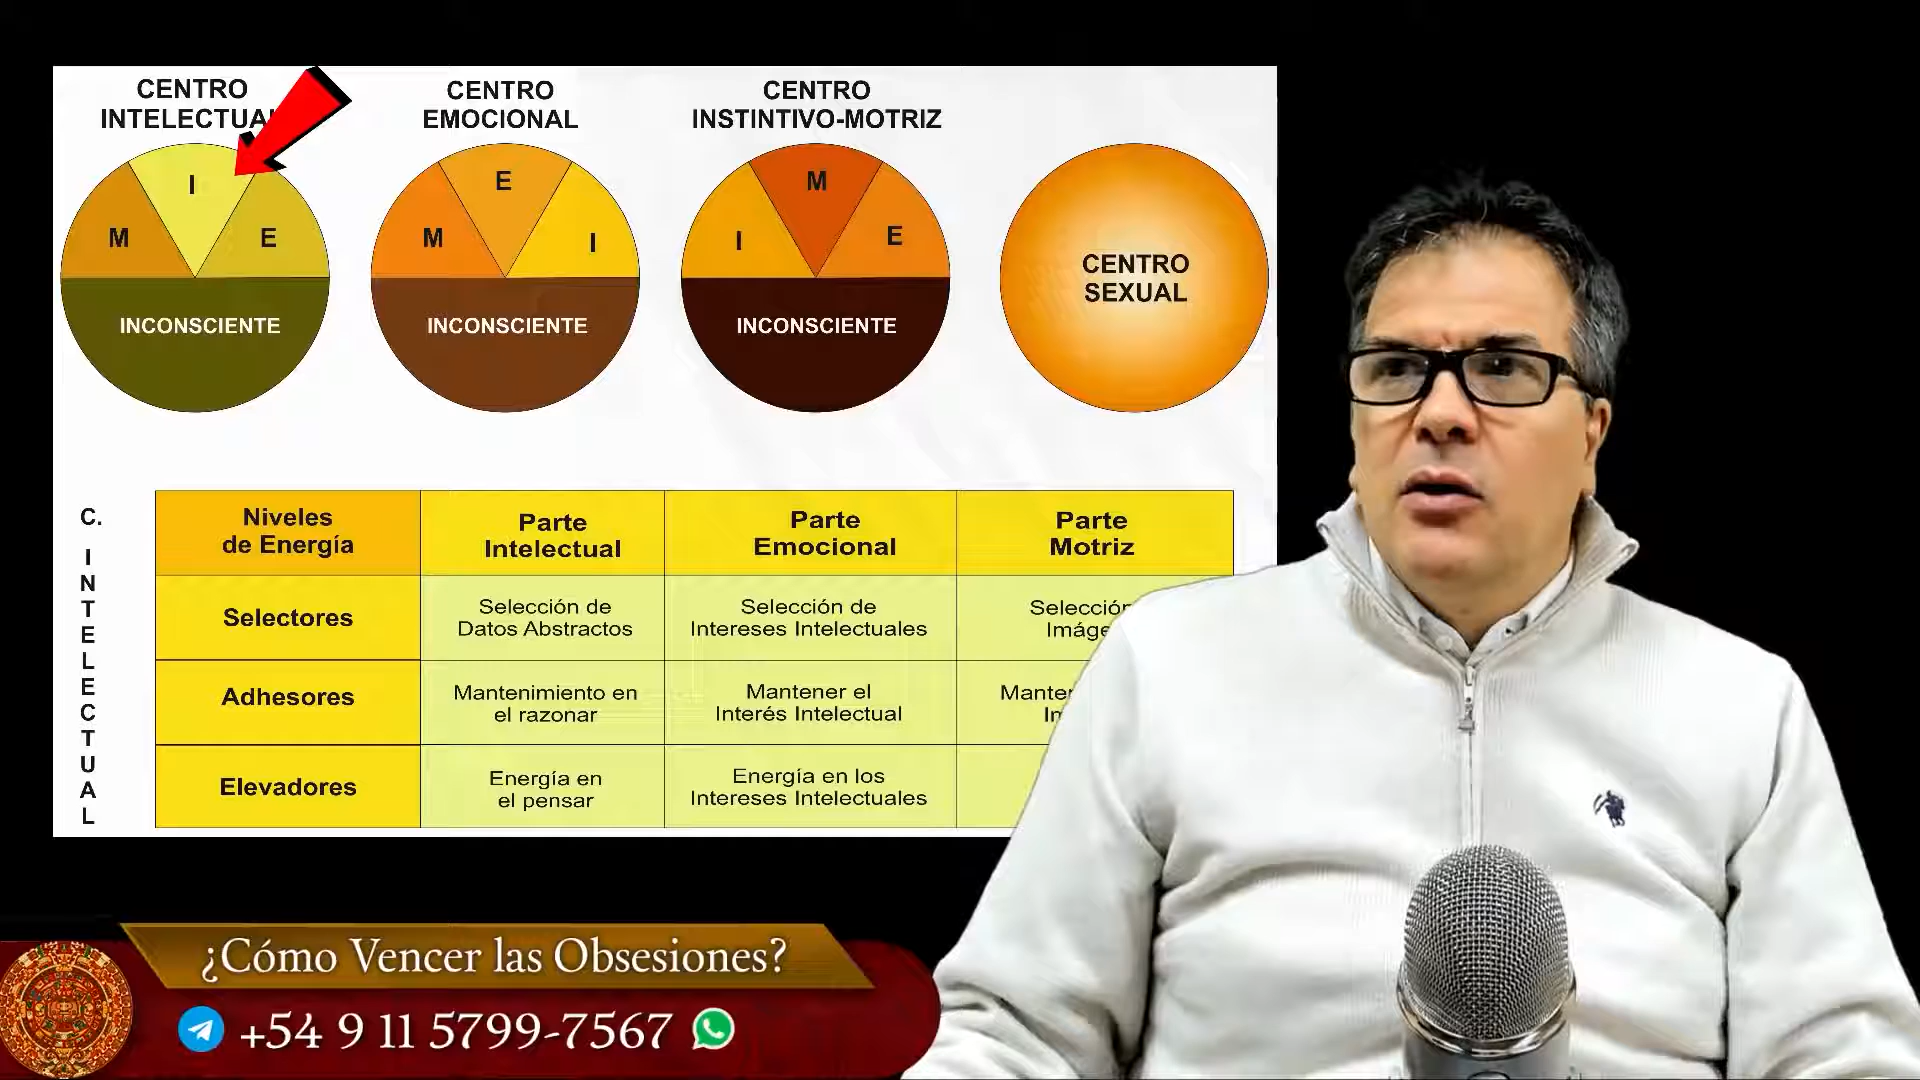 CENTRO
INTELECTUAL
CENTRO
EMOCIONAL
CENTRO
INSTINTIVO-MOTRIZ
M
I
E
INCONSCIENTE
M
E
I
INCONSCIENTE
I
M
E
INCONSCIENTE
CENTRO
SEXUAL
C.
I
N
T
E
L
E
C
T
U
A
L
Niveles
de Energía
Parte
Intelectual
Parte
Emocional
Parte
Motriz
Selectores
Selección de
Datos Abstractos
Selección de
Intereses Intelectuales
Adhesores
Mantenimiento en
el razonar
Mantener el
Interés Intelectual
Elevadores
Energía en
el pensar
Energía en los
Intereses Intelectuales
¿Cómo Vencer las Obsesiones?
+54 9 11 5799-7567